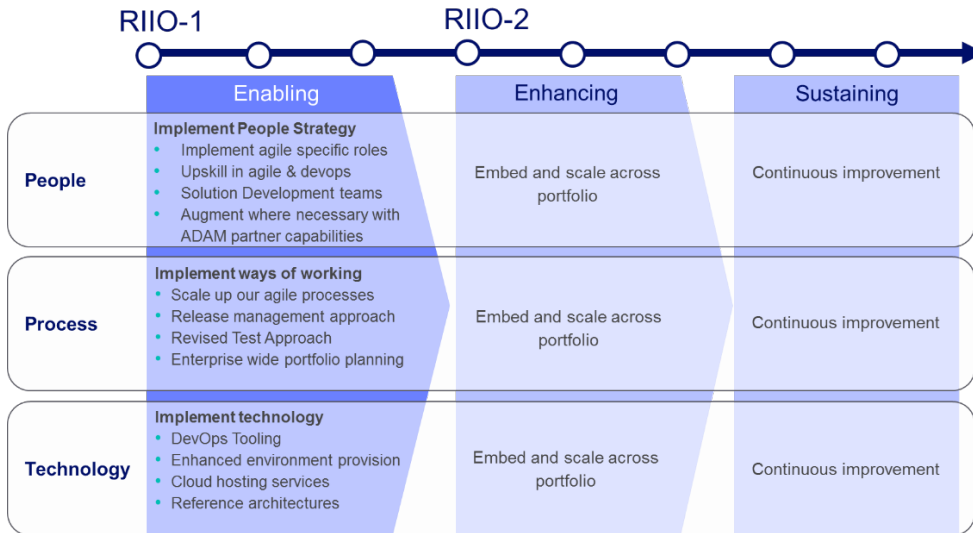 RIIO-1
RIIO-2
Enabling
Enhancing
Sustaining
People
Implement People Strategy
• Implement agile specific roles
• Upskill in agile & devops
• Solution Development teams
• Augment where necessary with
ADAM partner capabilities
Embed and scale across
portfolio
Continuous improvement
Process
Implement ways of working
• Scale up our agile processes
• Release management approach
• Revised Test Approach
• Enterprise wide portfolio planning
Embed and scale across
portfolio
Continuous improvement
Technology
Implement technology
• DevOps Tooling
• Enhanced environment provision
• Cloud hosting services
• Reference architectures
Embed and scale across
portfolio
Continuous improvement